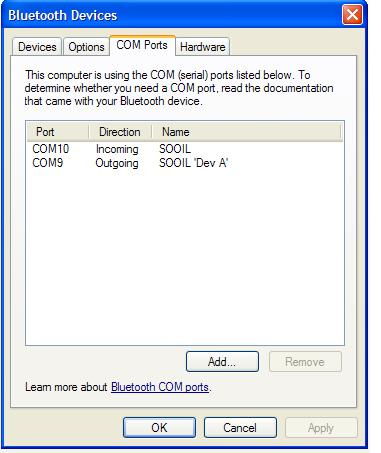 Bluetooth Devices
Devices Options COM Ports Hardware
This computer is using the COM (serial) ports listed below. To
determine whether you need a COM port, read the documentation
that came with your Bluetooth device.
Port Direction Name
COM10 Incoming SOOIL
COM9 Outgoing SOOIL 'Dev A'
Add... Remove
Learn more about Bluetooth COM ports.
OK Cancel Apply